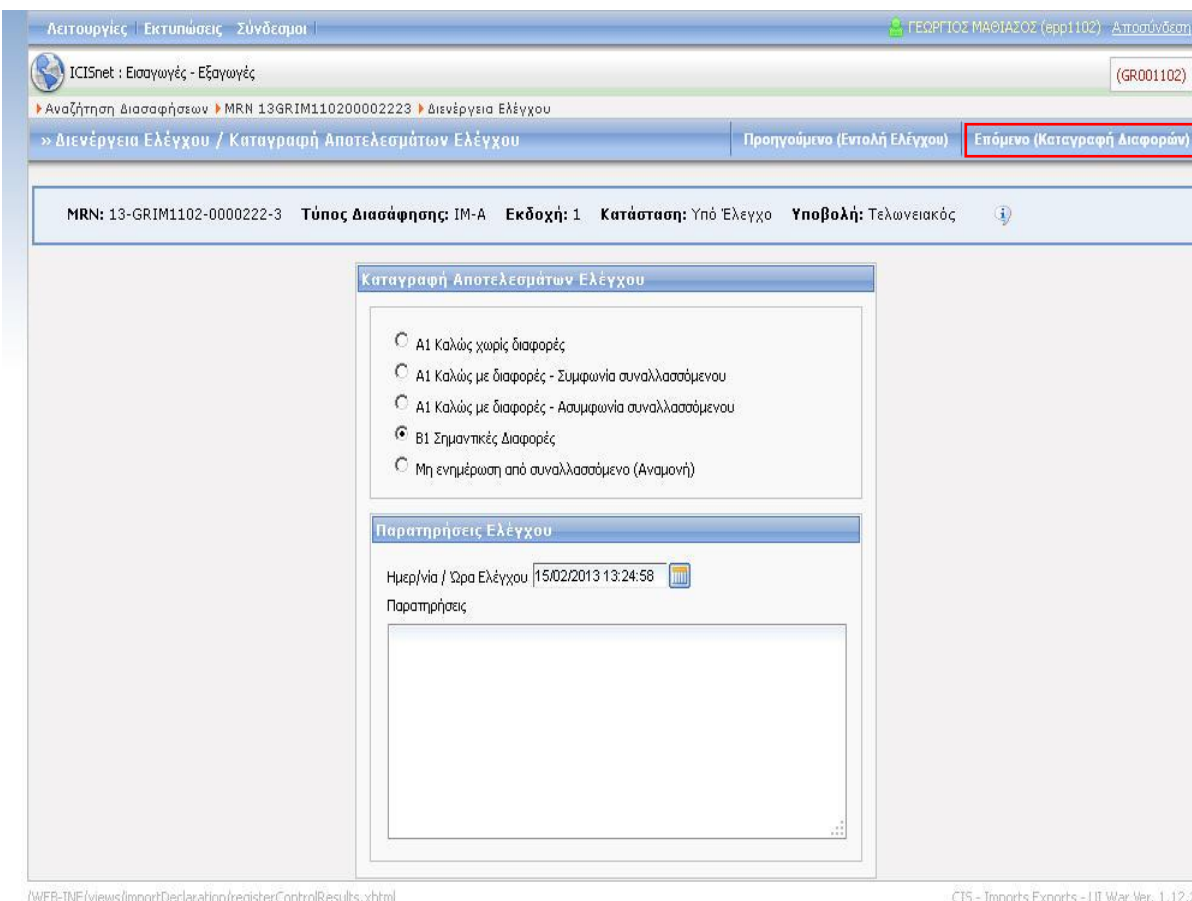 Λειτουργίες Εκτυπώσεις Σύνδεσμοι
ΓΕΩΡΓΙΟΣ ΜΑΘΙΑΣΟΣ (epp1102) Αποσύνδεση
ICISnet : Εισαγωγές - Εξαγωγές
(GR001102)
Αναζήτηση Διασαφήσεων MRN 13GRIM110200002223 Διενέργεια Ελέγχου
» Διενέργεια Ελέγχου / Καταγραφή Αποτελεσμάτων Ελέγχου
Προηγούμενο (Εντολή Ελέγχου) Επόμενο (Καταγραφή Διαφορών)
MRN: 13-GRIM1102-0000222-3 Τύπος Διασάφησης: IM-A Εκδοχή: 1 Κατάσταση: Υπό Έλεγχο Υποβολή: Τελωνειακός
Καταγραφή Αποτελεσμάτων Ελέγχου
A1 Καλώς χωρίς διαφορές
A1 Καλώς με διαφορές - Συμφωνία συναλλασσόμενου
A1 Καλώς με διαφορές - Ασυμφωνία συναλλασσόμενου
B1 Σημαντικές Διαφορές
Μη ενημέρωση από συναλλασσόμενο (Αναμονή)
Παρατηρήσεις Ελέγχου
Ημερ/νία / Ώρα Ελέγχου 15/02/2013 13:24:58
Παρατηρήσεις
/WEB-INF/views/importDeclaration/registerControlResults.xhtml
CIS - Imports Exports - UI War Ver. 1.12.